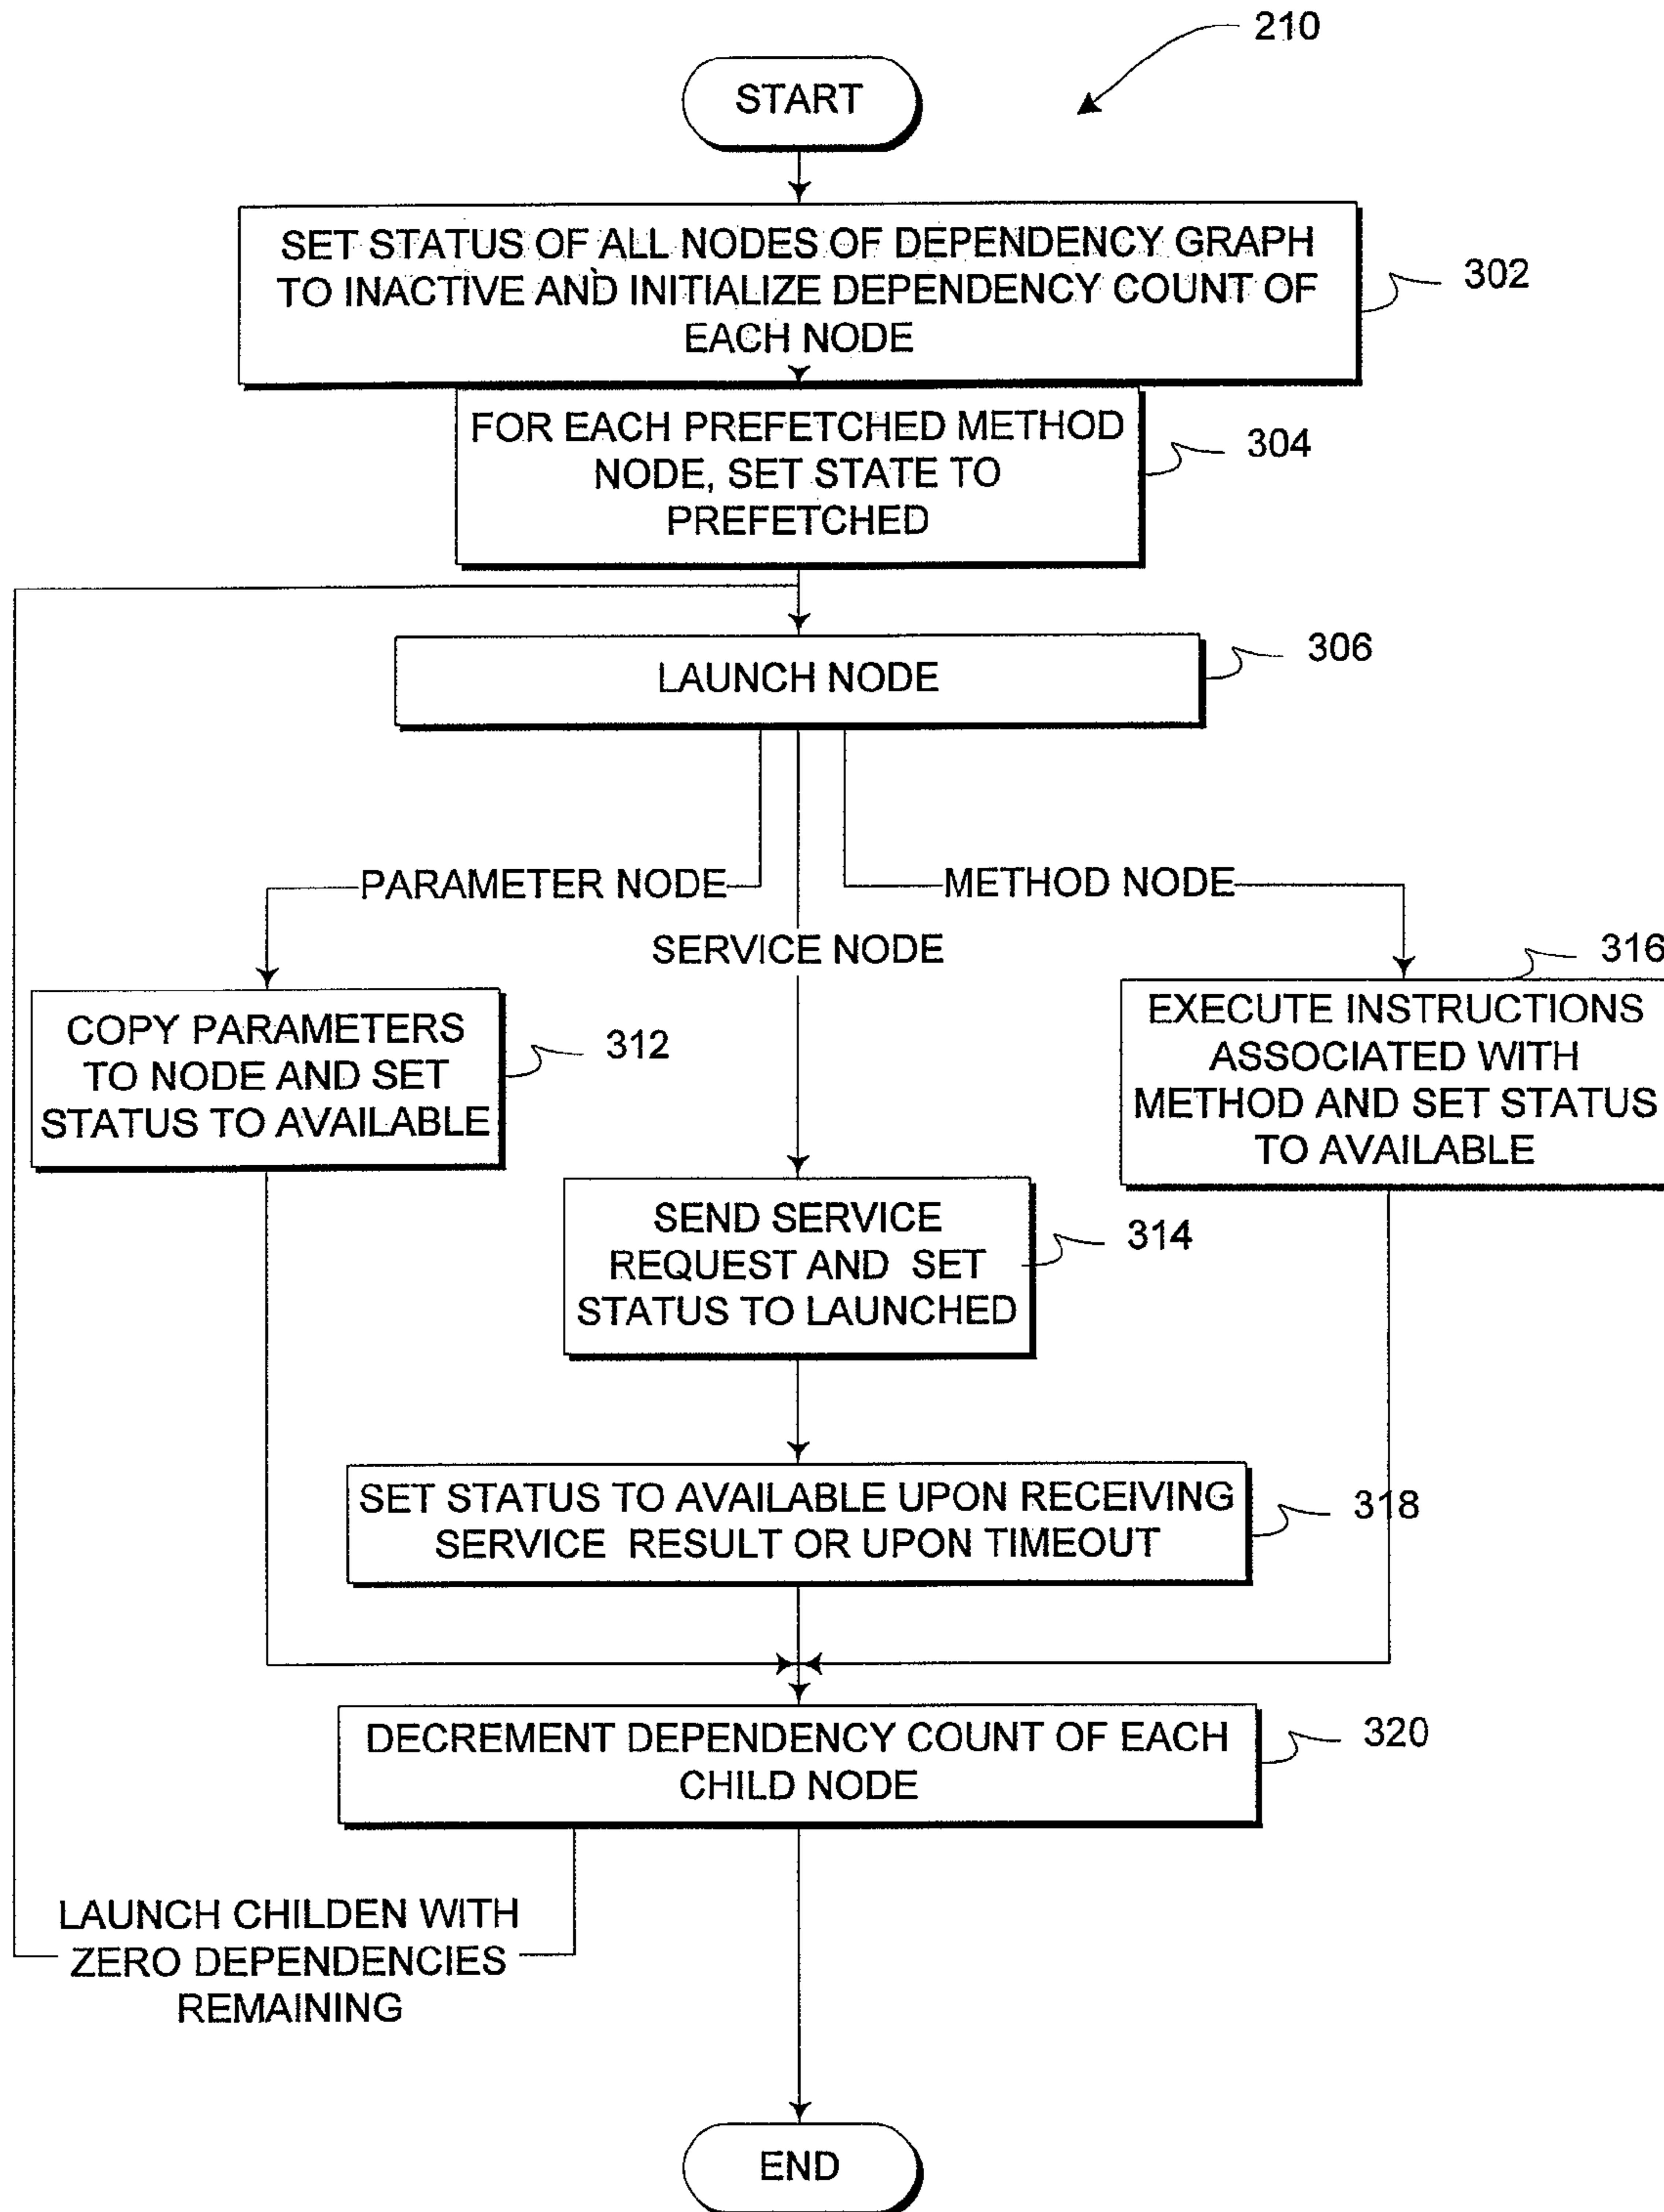 210
START
SET STATUS OF ALL NODES OF DEPENDENCY GRAPH
TO INACTIVE AND INITIALIZE DEPENDENCY COUNT OF
EACH NODE
302
FOR EACH PREFETCHED METHOD
NODE, SET STATE TO
PREFETCHED
304
LAUNCH NODE
306
PARAMETER NODE
METHOD NODE
SERVICE NODE
COPY PARAMETERS
TO NODE AND SET
STATUS TO AVAILABLE
312
316
EXECUTE INSTRUCTIONS
ASSOCIATED WITH
METHOD AND SET STATUS
TO AVAILABLE
SEND SERVICE
REQUEST AND SET
STATUS TO LAUNCHED
314
SET STATUS TO AVAILABLE UPON RECEIVING
SERVICE RESULT OR UPON TIMEOUT
318
DECREMENT DEPENDENCY COUNT OF EACH
CHILD NODE
320
LAUNCH CHILDEN WITH
ZERO DEPENDENCIES
REMAINING
END